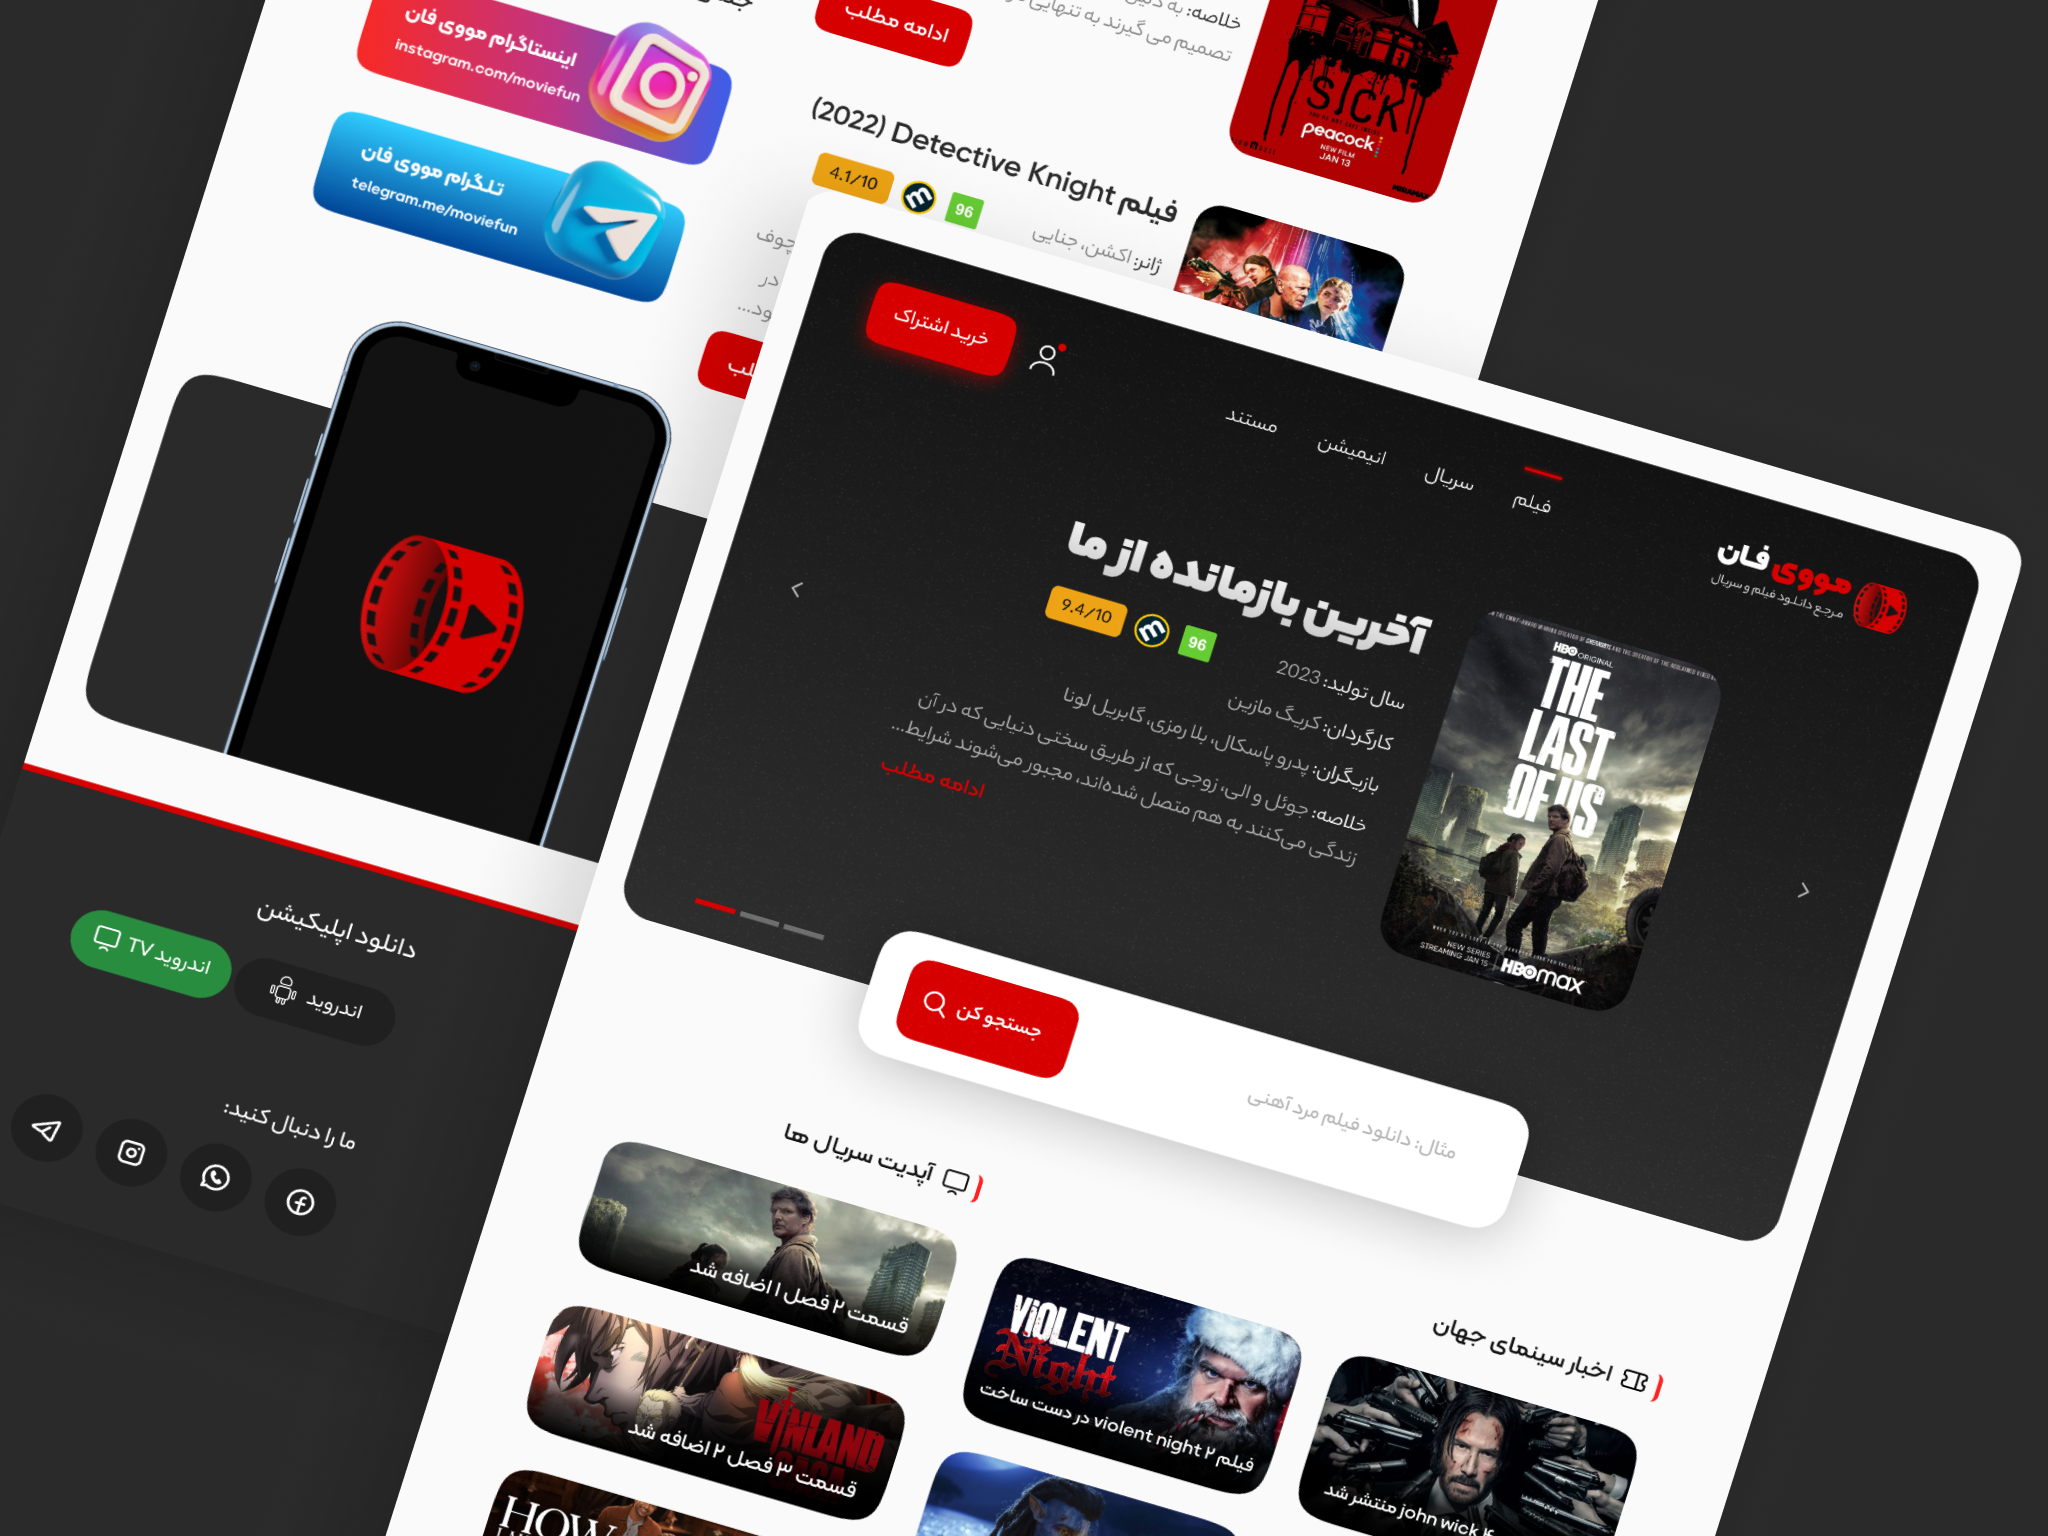 اینستاگرام مووی فان
instagram.com/moviefun
تلگرام مووی فان
telegram.me/moviefun
ادامه مطلب
خلاصه: به
تصمیم می گیرند به تنهایی
SICK
peacock
NEW FILM
JAN 13
MIRAMAX
فیلم Detective Knight (2022)
4.1/10
m
96
ژانر: اکشن، جنایی
در
خرید اشتراک
مستند
انیمیشن
سریال
فیلم
مووی فان
مرجع دانلود فیلم و سریال
آخرین بازمانده از ما
9.4/10
m
96
سال تولید: 2023
کارگردان: کریگ مازین
بازیگران: پدرو پاسکال، بلا رمزی، گابریل لونا
خلاصه: جوئل و الی، زوجی که از طریق سختی دنیایی که در آن
زندگی می‌کنند به هم متصل شده‌اند، مجبور می‌شوند شرایط...
ادامه مطلب
HBO ORIGINAL
THE
LAST
OF US
NEW SERIES
STREAMING JAN 15
HBOmax
جستجو کن
مثال: دانلود فیلم مرد آهنی
دانلود اپلیکیشن
اندروید TV
اندروید
ما را دنبال کنید:
آپدیت سریال ها
قسمت ۲ فصل ۱ اضافه شد
VINLAND
SAGA
قسمت ۳ فصل ۲ اضافه شد
HOW
اخبار سینمای جهان
VIOLENT
Night
فیلم violent night ۲ در دست ساخت
john wick ۴ منتشر شد